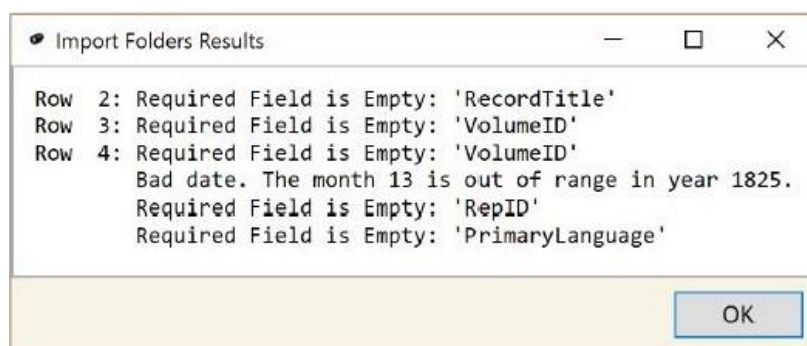 Import Folders Results
Row 2: Required Field is Empty: 'RecordTitle'
Row 3: Required Field is Empty: 'VolumeID'
Row 4: Required Field is Empty: 'VolumeID'
Bad date. The month 13 is out of range in year 1825.
Required Field is Empty: 'RepID'
Required Field is Empty: 'PrimaryLanguage'
OK